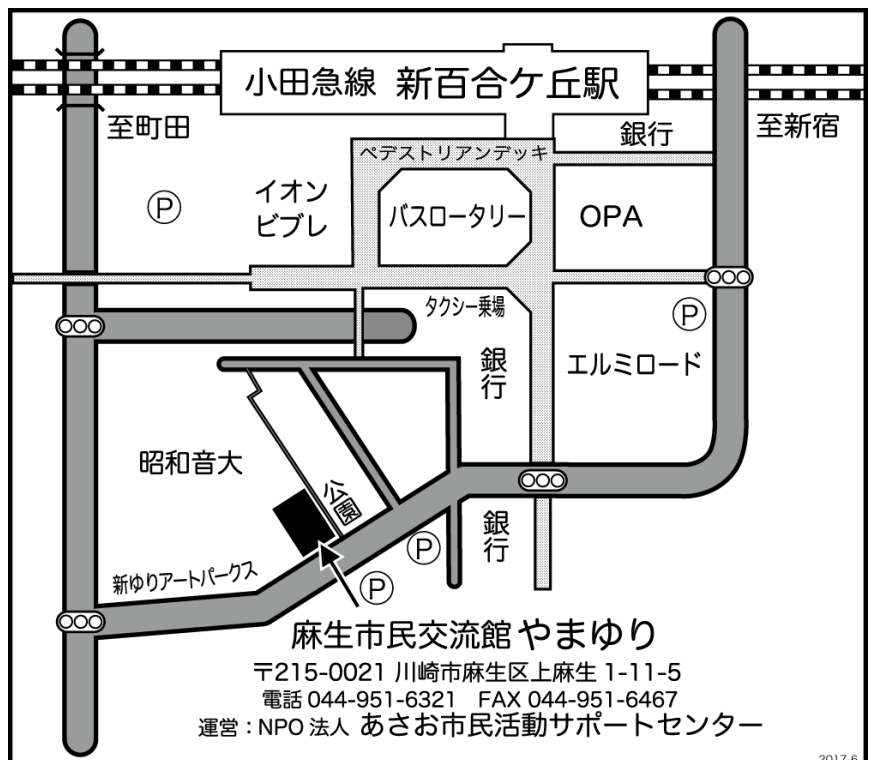 小田急線 新百合ケ丘駅
至町田
銀行
至新宿
ペデストリアンデッキ
Ⓟ
イオン
ビブレ
バスロータリー
OPA
タクシー乗場
Ⓟ
銀行
エルミロード
昭和音大
公園
銀行
Ⓟ
新ゆりアートパークス
Ⓟ
麻生市民交流館 やまゆり
〒215-0021 川崎市麻生区上麻生 1-11-5
電話 044-951-6321 FAX 044-951-6467
運営：NPO 法人 あさお市民活動サポートセンター
2017-6